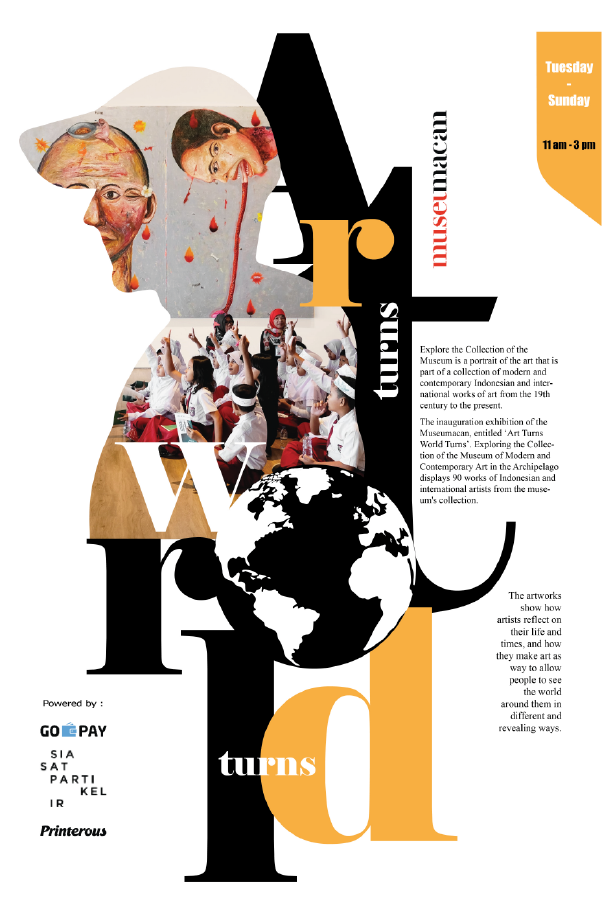 Art
turns
World
turns
museumacan
Tuesday
-
Sunday
11 am - 3 pm
Explore the Collection of the
Museum is a portrait of the art that is
part of a collection of modern and
contemporary Indonesian and inter-
national works of art from the 19th
century to the present.
The inauguration exhibition of the
Museumacan, entitled ‘Art Turns
World Turns’. Exploring the Collec-
tion of the Museum of Modern and
Contemporary Art in the Archipelago
displays 90 works of Indonesian and
international artists from the muse-
um's collection.
The artworks
show how
artists reflect on
their life and
times, and how
they make art as
way to allow
people to see
the world
around them in
different and
revealing ways.
Powered by :
GO PAY
SIA
SAT
PARTI
KEL
IR
Printerous